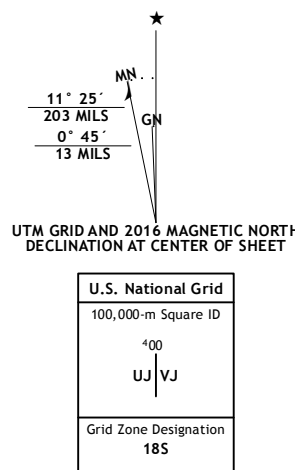 ★
MN
GN
11° 25´
203 MILS
0° 45´
13 MILS
UTM GRID AND 2016 MAGNETIC NORTH
DECLINATION AT CENTER OF SHEET
U.S. National Grid
100,000-m Square ID
⁴00
UJ VJ
Grid Zone Designation
18S